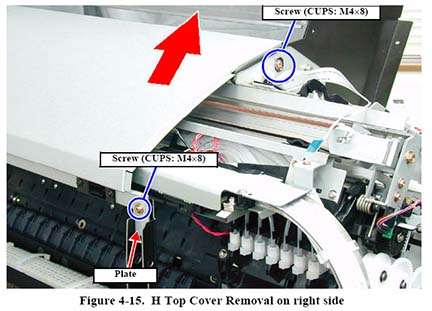 Screw (CUPS: M4×8)
Screw (CUPS: M4×8)
Plate
Figure 4-15. H Top Cover Removal on right side